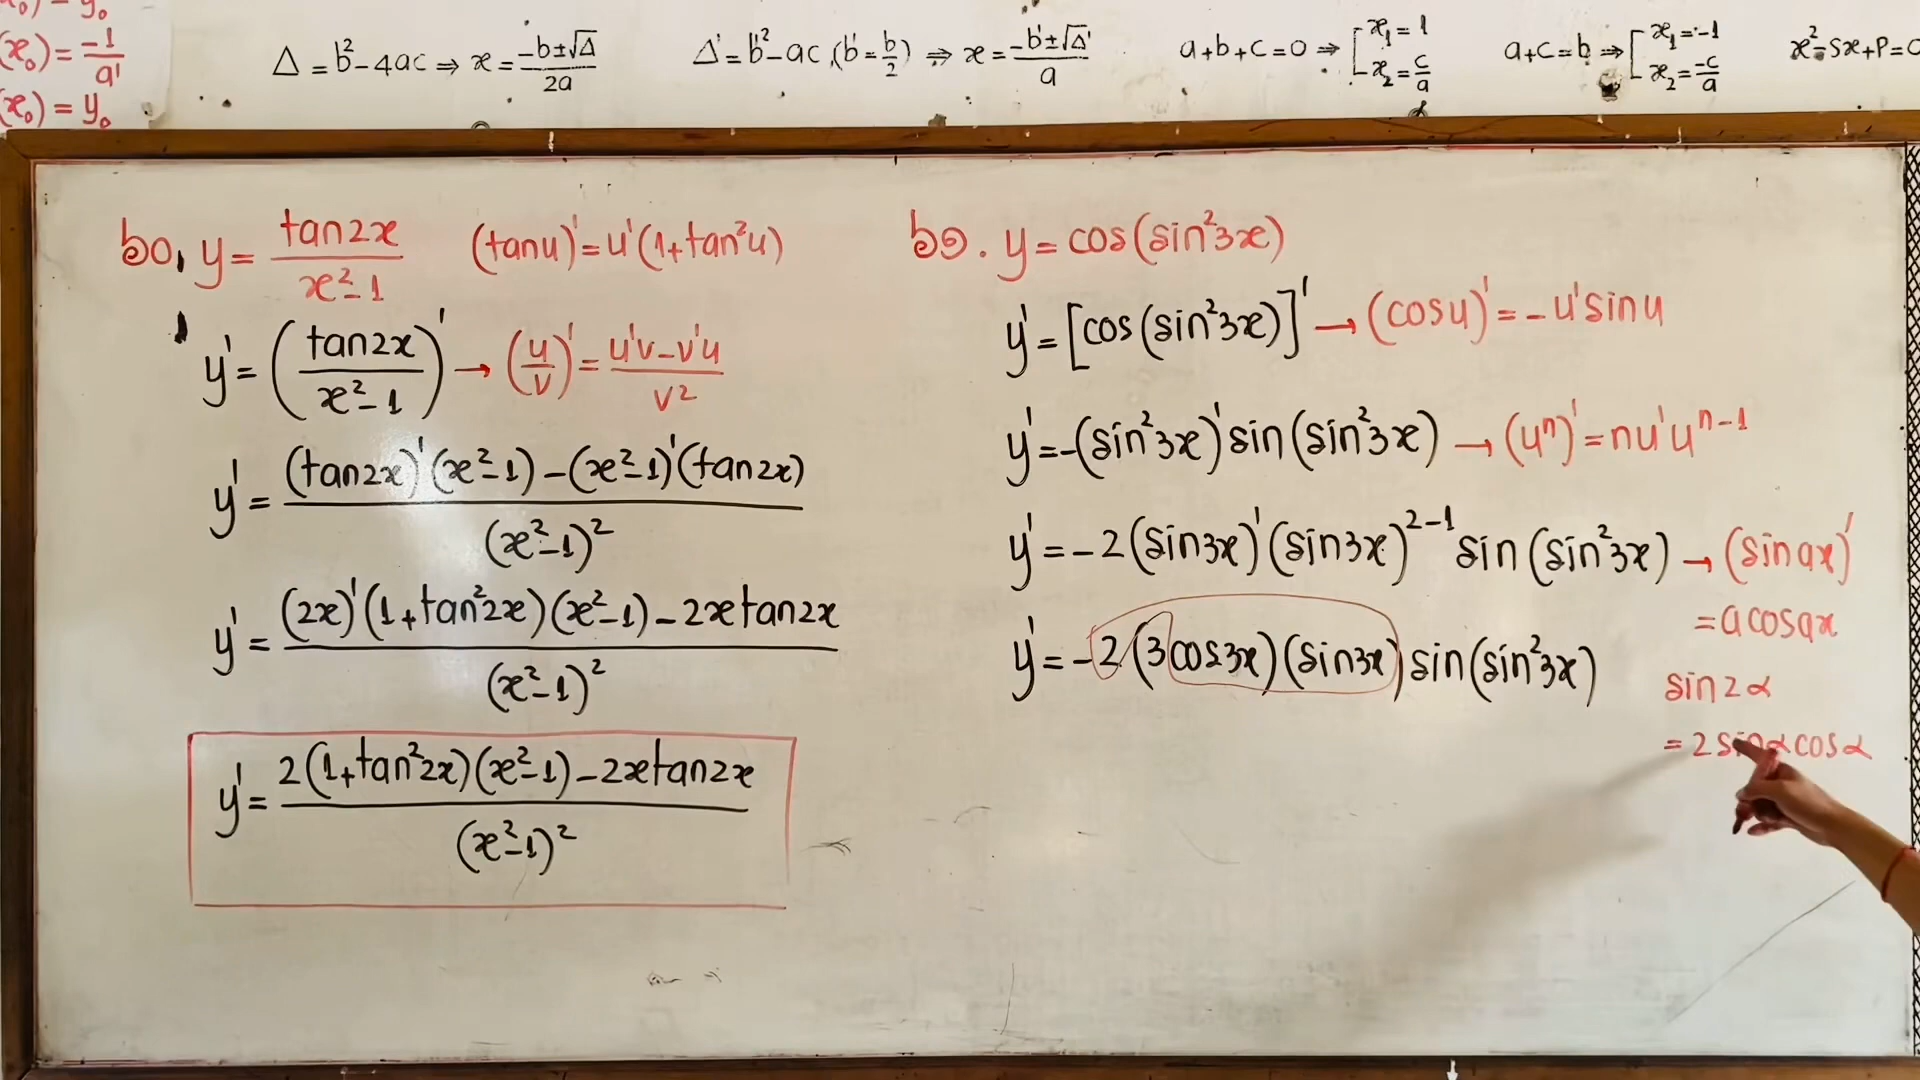 (x₀) = -1/a'
(x₀) = y₀
Δ = b² - 4ac ⇒ x = (-b ± √Δ)/2a
Δ' = b'² - ac, (b' = b/2) ⇒ x = (-b' ± √Δ')/a
a + b + c = 0 ⇒ [x₁ = 1
x₂ = c/a
a + c = b ⇒ [x₁ = -1
x₂ = -c/a
x² - Sx + P = 0
៦០, y = tan2x/(x² - 1) (tanu)' = u'(1 + tan²u)
y' = (tan2x/(x² - 1))' → (u/v)' = (u'v - v'u)/v²
y' = ((tan2x)'(x² - 1) - (x² - 1)'(tan2x))/(x² - 1)²
y' = ((2x)'(1 + tan²2x)(x² - 1) - 2x tan2x)/(x² - 1)²
y' = (2(1 + tan²2x)(x² - 1) - 2x tan2x)/(x² - 1)²
៦១. y = cos(sin²3x)
y' = [cos(sin²3x)]' → (cosu)' = -u'sinu
y' = -(sin²3x)' sin(sin²3x) → (uⁿ)' = nu'uⁿ⁻¹
y' = -2(sin3x)'(sin3x)²⁻¹ sin(sin²3x) → (sinax)'
= acosax
y' = -2(3cos3x)(sin3x) sin(sin²3x)
sin2α
= 2sinαcosα